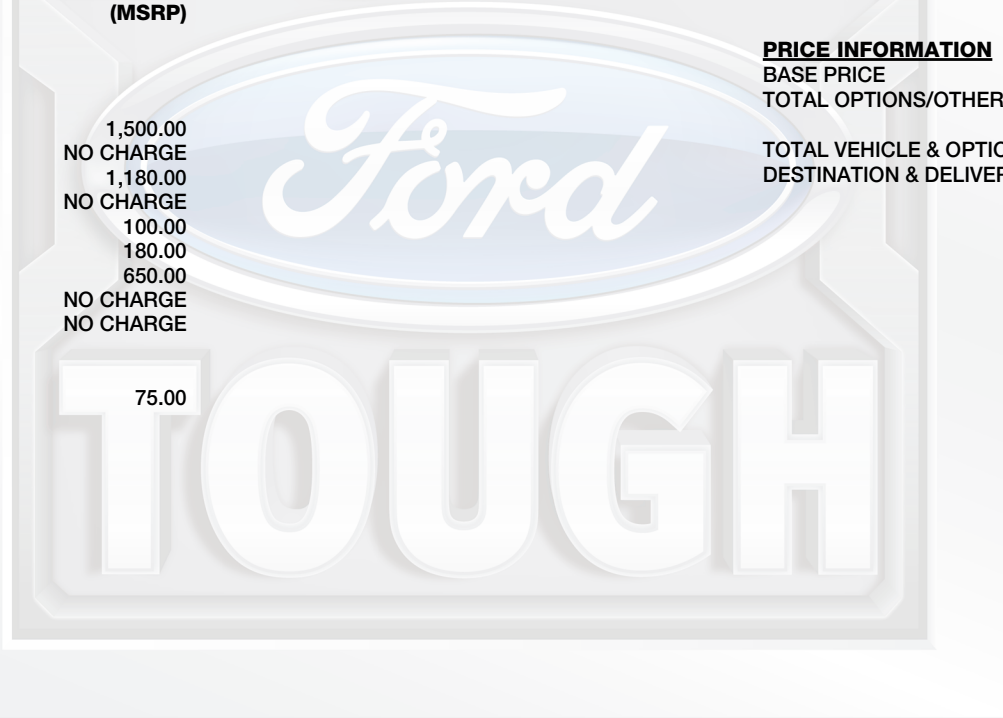 (MSRP)
1,500.00
NO CHARGE
1,180.00
NO CHARGE
100.00
180.00
650.00
NO CHARGE
NO CHARGE
75.00
PRICE INFORMATION
BASE PRICE
TOTAL OPTIONS/OTHER
TOTAL VEHICLE & OPTIO
DESTINATION & DELIVER
Ford
TOUGH